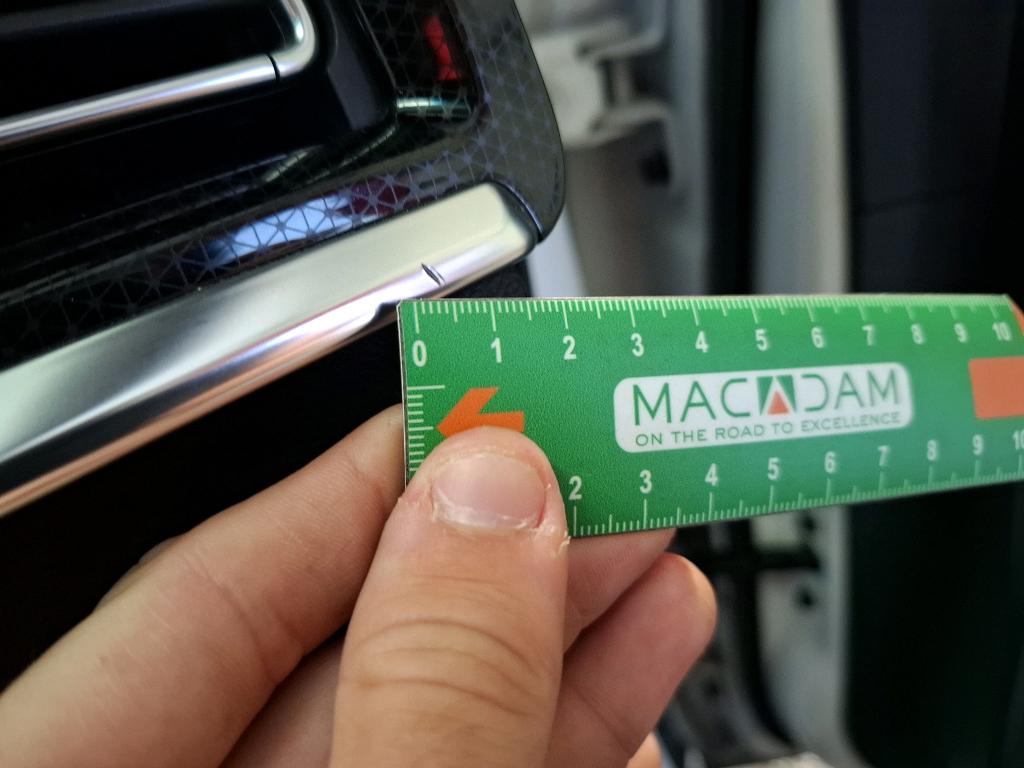 0 1 2 3 4 5 6 7 8 9 10
MACADAM
ON THE ROAD TO EXCELLENCE
2 3 4 5 6 7 8 9 10